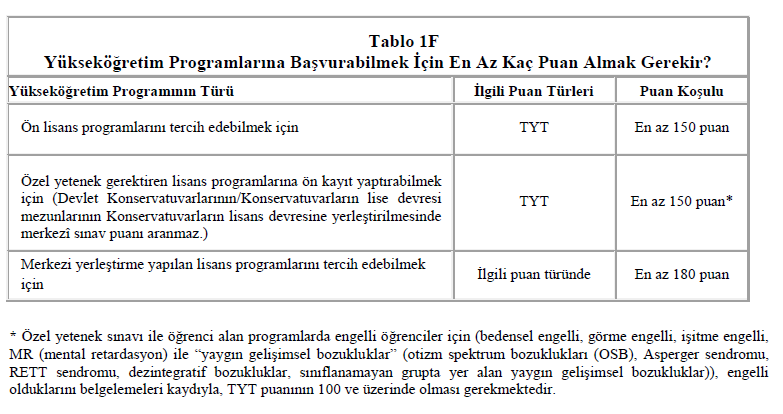 Tablo 1F
Yükseköğretim Programlarına Başvurabilmek İçin En Az Kaç Puan Almak Gerekir?
Yükseköğretim Programının Türü İlgili Puan Türleri Puan Koşulu
Ön lisans programlarını tercih edebilmek için TYT En az 150 puan
Özel yetenek gerektiren lisans programlarına ön kayıt yaptırabilmek
için (Devlet Konservatuvarlarının/Konservatuvarların lise devresi
mezunlarının Konservatuvarların lisans devresine yerleştirilmesinde
merkezî sınav puanı aranmaz.)
TYT
En az 150 puan*
Merkezi yerleştirme yapılan lisans programlarını tercih edebilmek
için
İlgili puan türünde
En az 180 puan
* Özel yetenek sınavı ile öğrenci alan programlarda engelli öğrenciler için (bedensel engelli, görme engelli, işitme engelli,
MR (mental retardasyon) ile “yaygın gelişimsel bozukluklar” (otizm spektrum bozuklukları (OSB), Asperger sendromu,
RETT sendromu, dezintegratif bozukluklar, sınıflanamayan grupta yer alan yaygın gelişimsel bozukluklar)), engelli
olduklarını belgelemeleri kaydıyla, TYT puanının 100 ve üzerinde olması gerekmektedir.